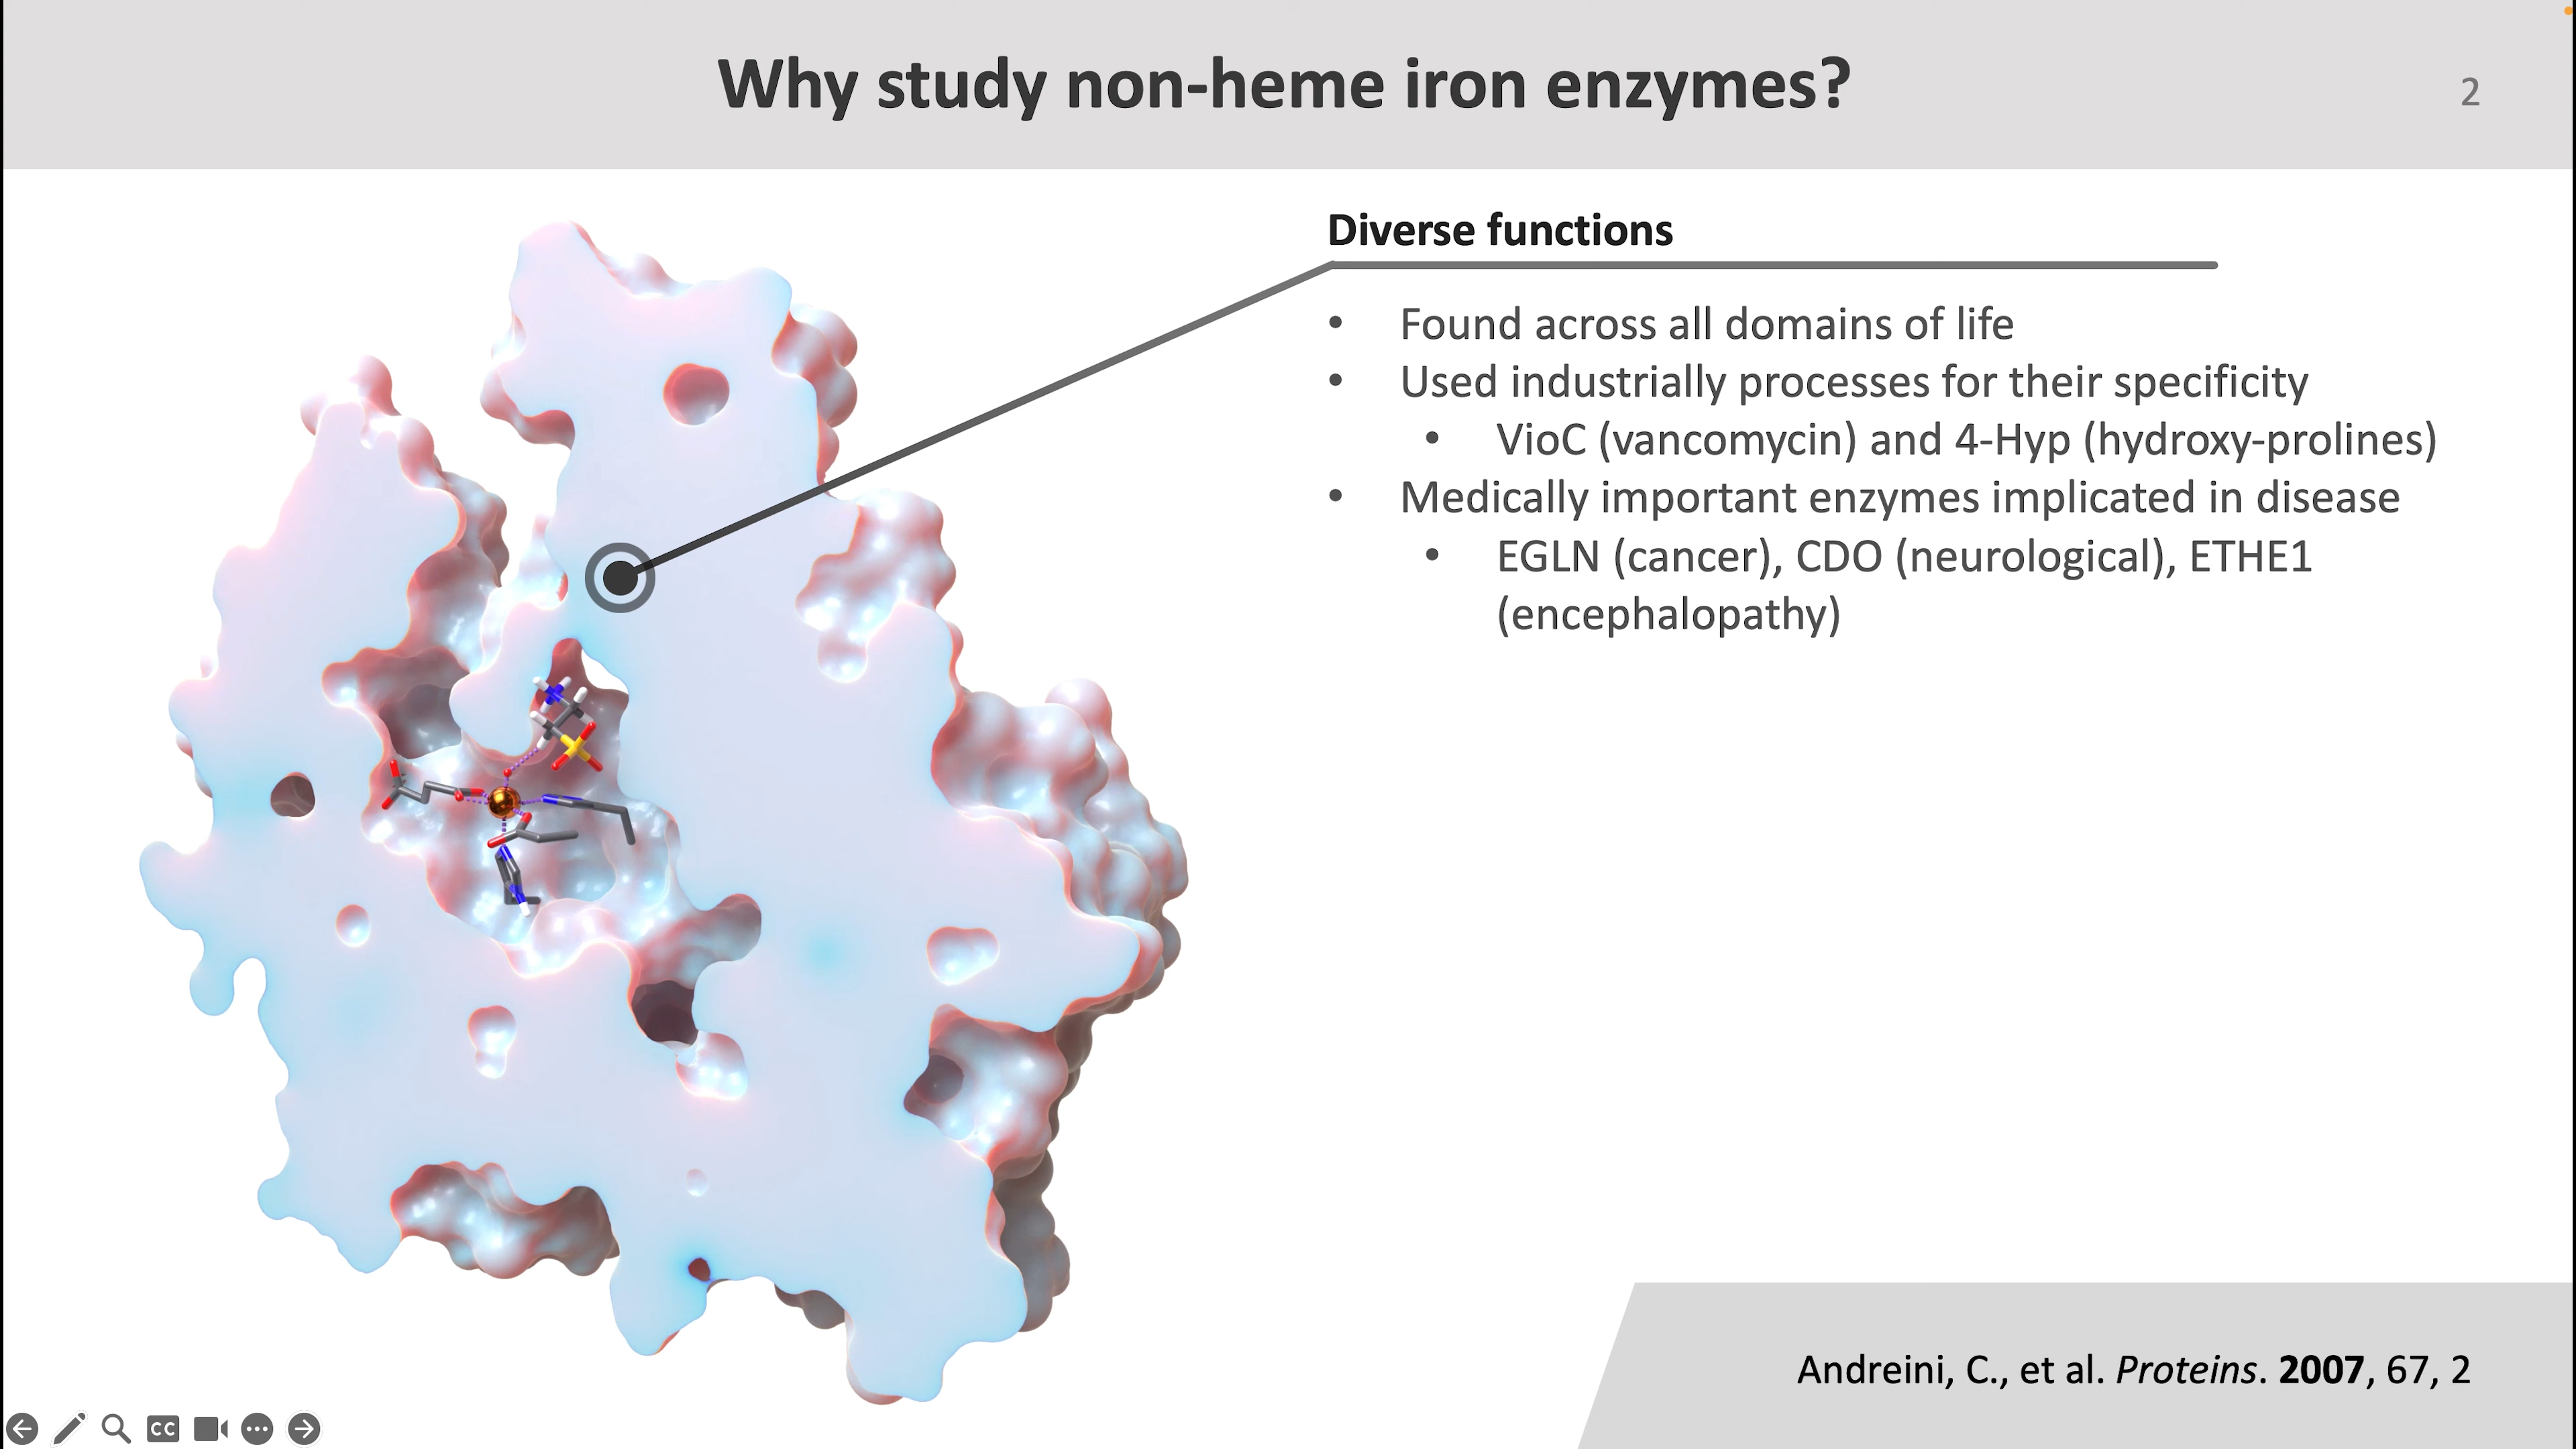 Why study non-heme iron enzymes?
2
Diverse functions
• Found across all domains of life
• Used industrially processes for their specificity
• VioC (vancomycin) and 4-Hyp (hydroxy-prolines)
• Medically important enzymes implicated in disease
• EGLN (cancer), CDO (neurological), ETHE1
(encephalopathy)
Andreini, C., et al. Proteins. 2007, 67, 2
CC